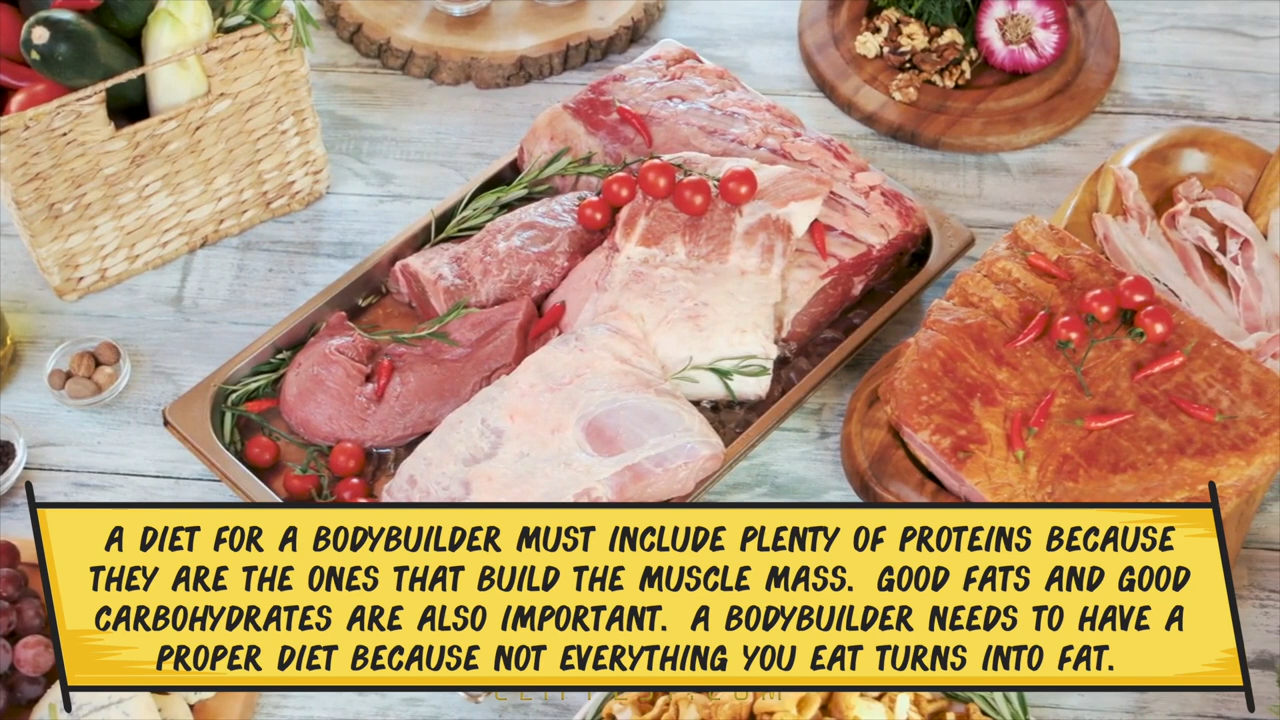 A DIET FOR A BODYBUILDER MUST INCLUDE PLENTY OF PROTEINS BECAUSE
THEY ARE THE ONES THAT BUILD THE MUSCLE MASS. GOOD FATS AND GOOD
CARBOHYDRATES ARE ALSO IMPORTANT. A BODYBUILDER NEEDS TO HAVE A
PROPER DIET BECAUSE NOT EVERYTHING YOU EAT TURNS INTO FAT.